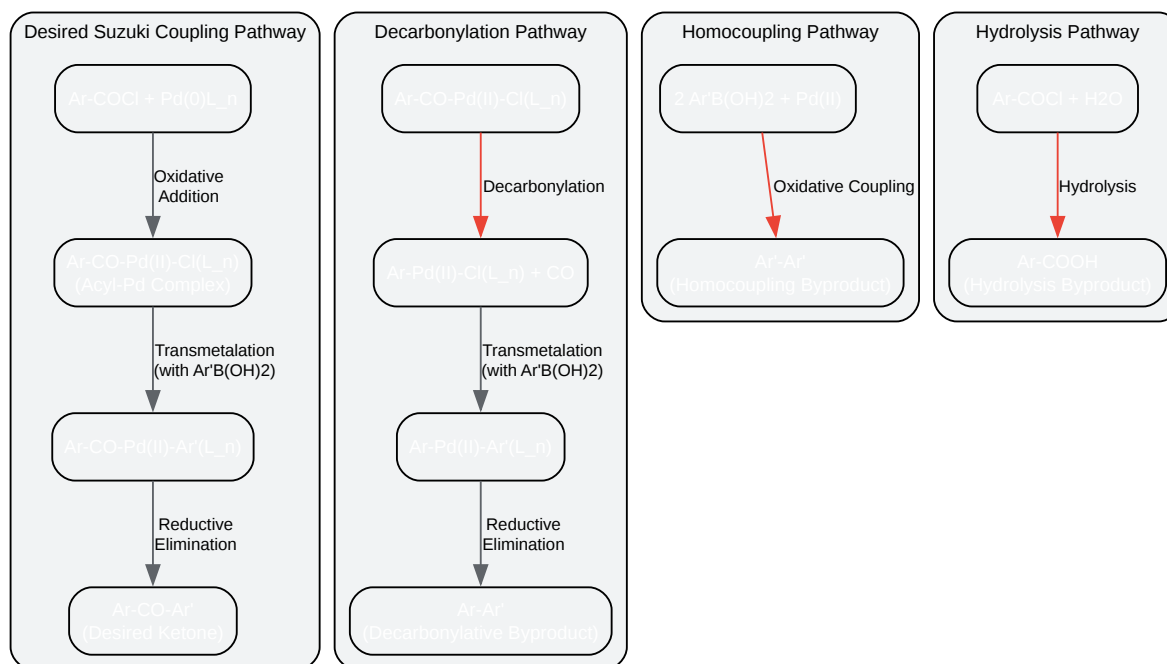 Desired Suzuki Coupling Pathway
Ar-COCl + Pd(0)L_n
Oxidative
Addition
Ar-CO-Pd(II)-Cl(L_n)
(Acyl-Pd Complex)
Transmetalation
(with Ar'B(OH)2)
Ar-CO-Pd(II)-Ar'(L_n)
Reductive
Elimination
Ar-CO-Ar'
(Desired Ketone)
Decarbonylation Pathway
Ar-CO-Pd(II)-Cl(L_n)
Decarbonylation
Ar-Pd(II)-Cl(L_n) + CO
Transmetalation
(with Ar'B(OH)2)
Ar-Pd(II)-Ar'(L_n)
Reductive
Elimination
Ar-Ar'
(Decarbonylative Byproduct)
Homocoupling Pathway
2 Ar'B(OH)2 + Pd(II)
Oxidative Coupling
Ar'-Ar'
(Homocoupling Byproduct)
Hydrolysis Pathway
Ar-COCl + H2O
Hydrolysis
Ar-COOH
(Hydrolysis Byproduct)